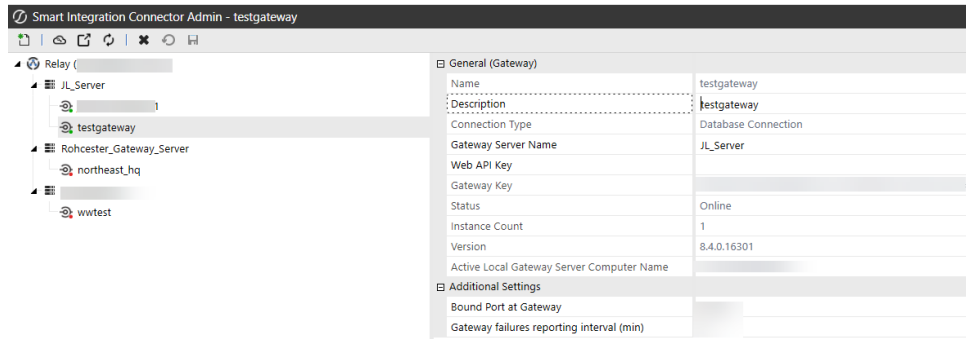 Smart Integration Connector Admin - testgateway
Relay (
JL_Server
1
testgateway
Rohcester_Gateway_Server
northeast_hq
wwtest
General (Gateway)
Name testgateway
Description testgateway
Connection Type Database Connection
Gateway Server Name JL_Server
Web API Key
Gateway Key
Status Online
Instance Count 1
Version 8.4.0.16301
Active Local Gateway Server Computer Name
Additional Settings
Bound Port at Gateway
Gateway failures reporting interval (min)